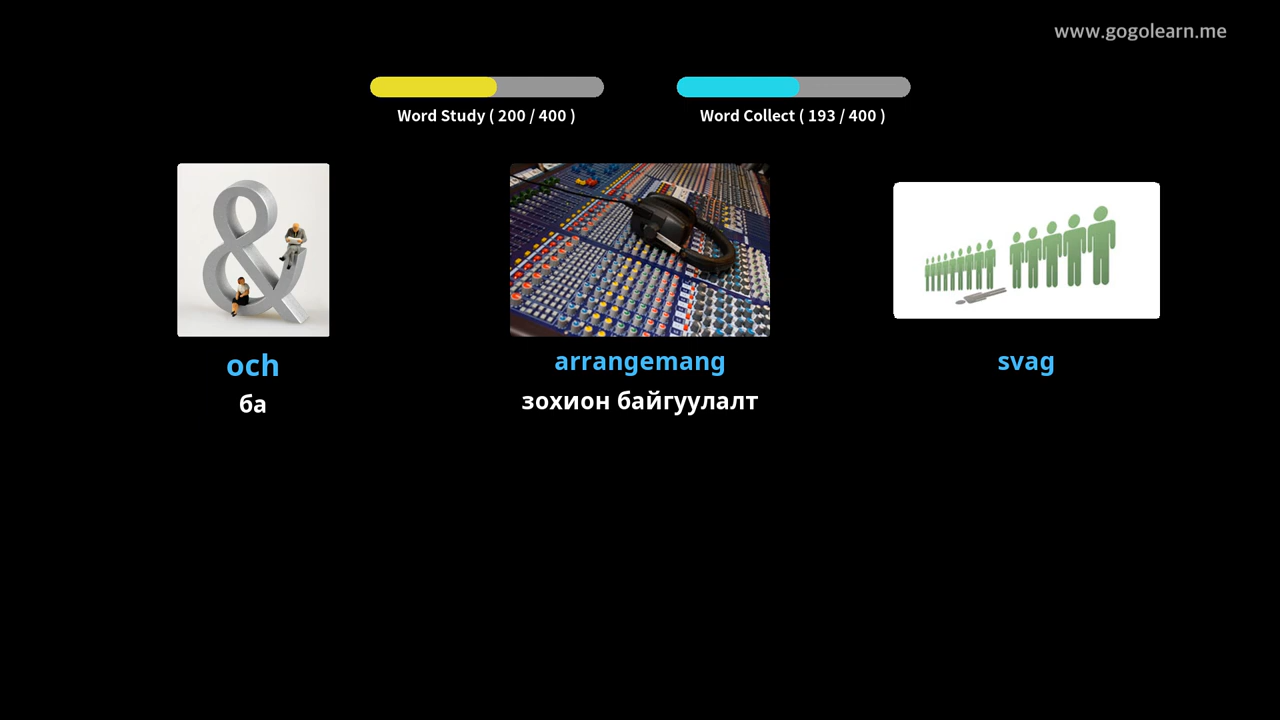 www.gogolearn.me
Word Study ( 200 / 400 )
Word Collect ( 193 / 400 )
och
ба
arrangemang
зохион байгуулалт
svag